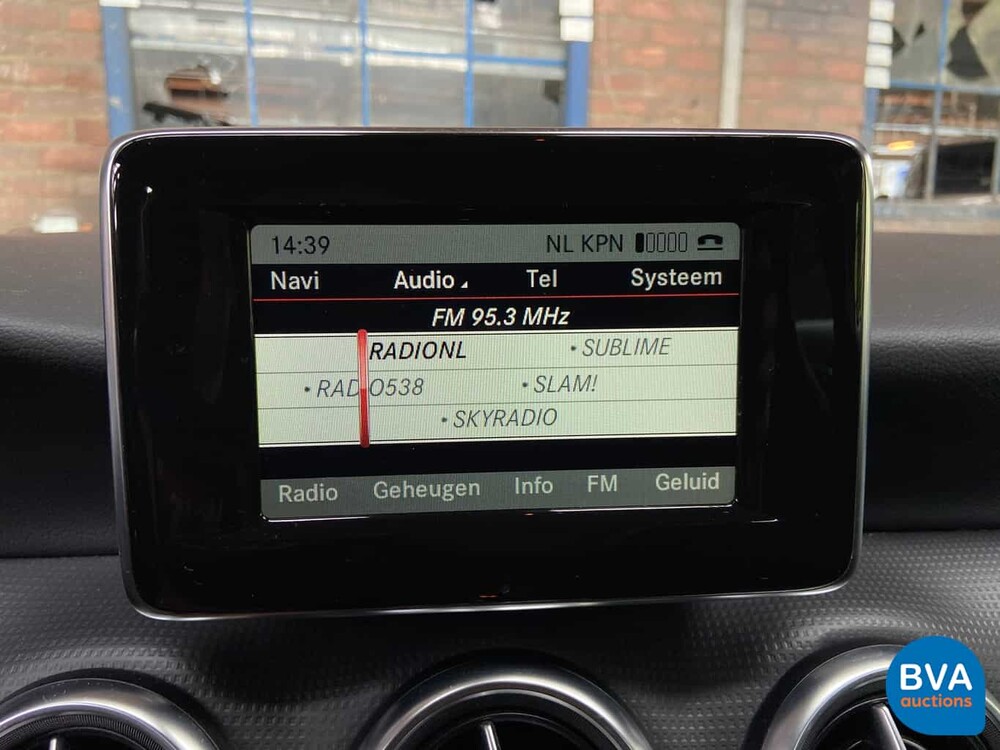 14:39 NL KPN
Navi Audio Tel Systeem
FM 95.3 MHz
RADIONL • SUBLIME
• RADIO538 • SLAM!
• SKYRADIO
Radio Geheugen Info FM Geluid
BVA
auctions